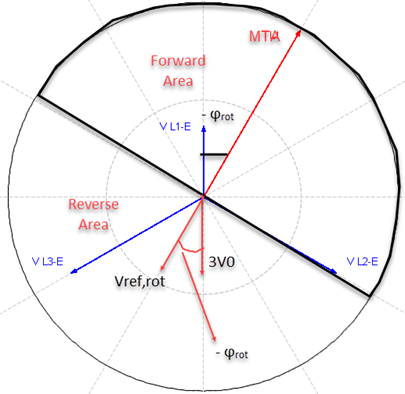 MTA
Forward
Area
- φrot
V L1-E
Reverse
Area
3V0
V L3-E
V L2-E
Vref,rot
- φrot